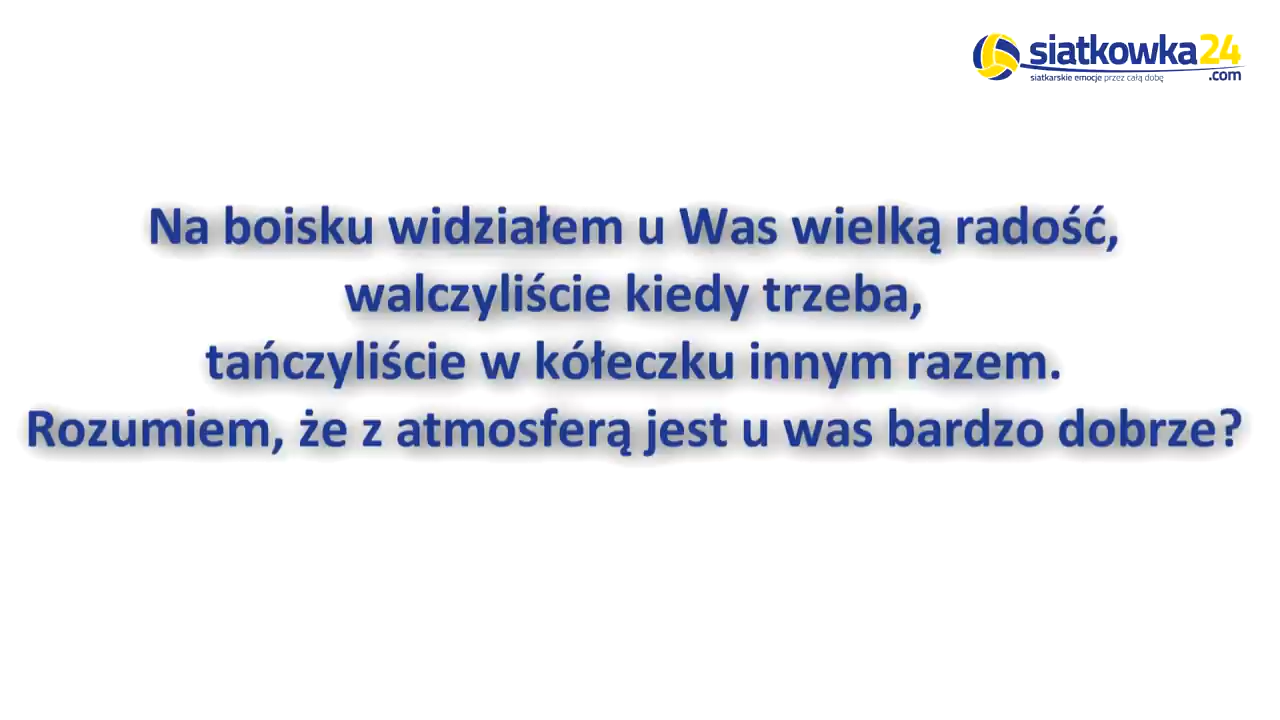 siatkowka24
siatkarskie emocje przez całą dobę .com
Na boisku widziałem u Was wielką radość,
walczyliście kiedy trzeba,
tańczyliście w kółeczku innym razem.
Rozumiem, że z atmosferą jest u was bardzo dobrze?